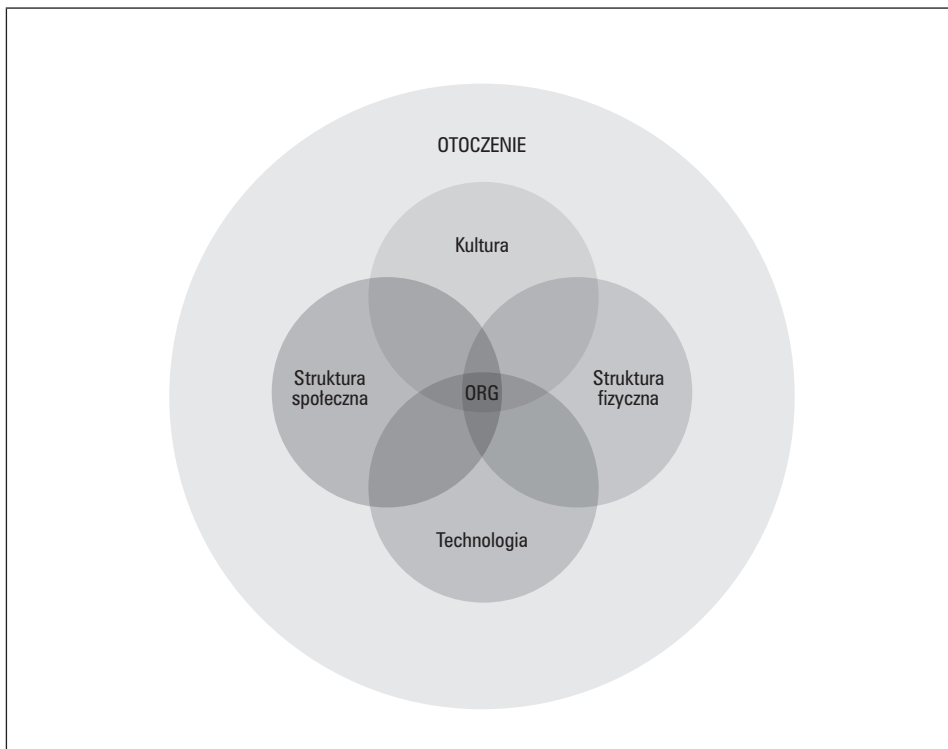 OTOCZENIE
Kultura
Struktura
społeczna
ORG
Struktura
fizyczna
Technologia